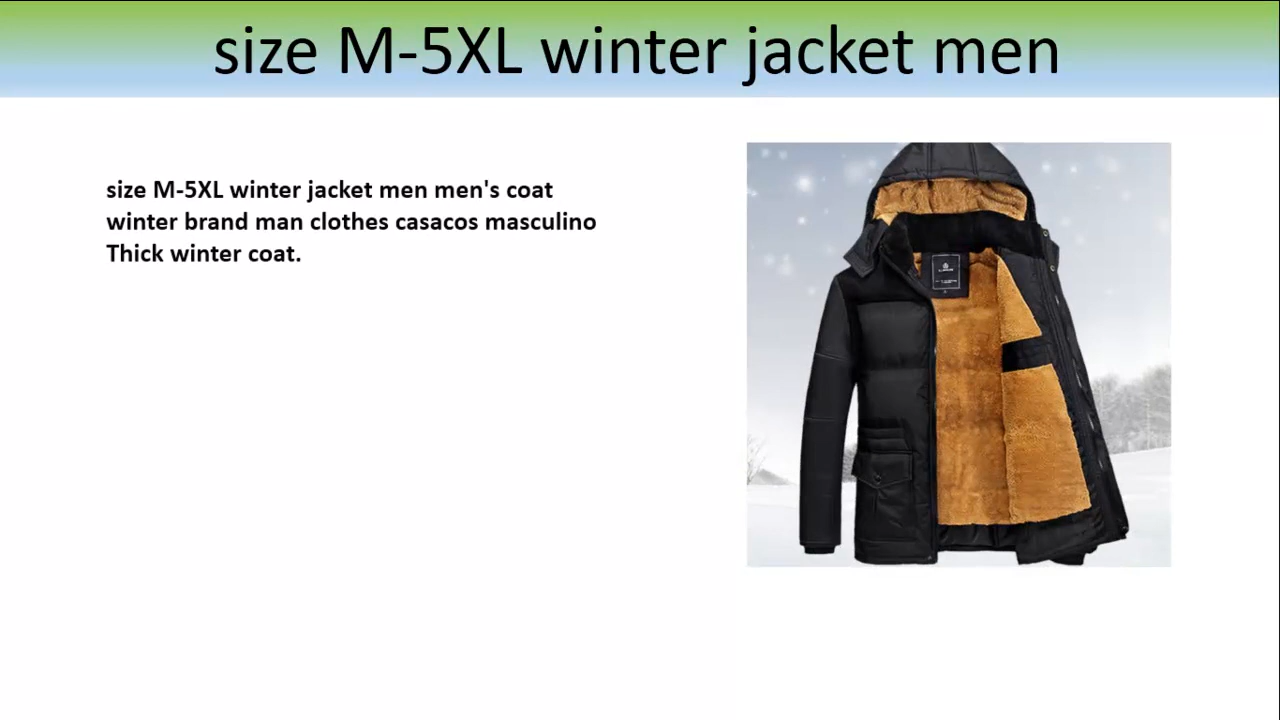 size M-5XL winter jacket men
size M-5XL winter jacket men men's coat
winter brand man clothes casacos masculino
Thick winter coat.